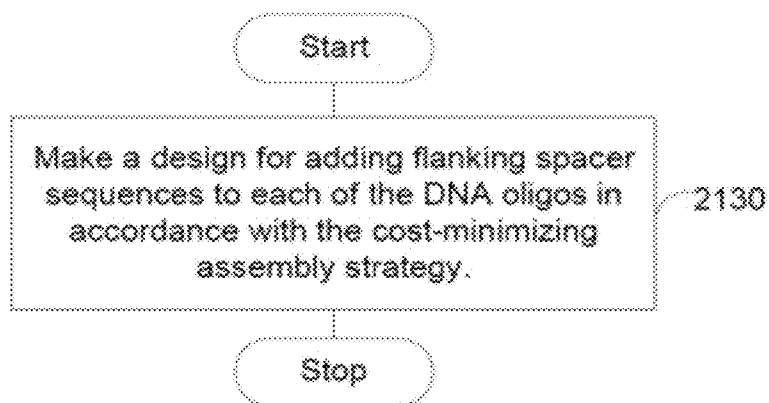 Start
Make a design for adding flanking spacer
sequences to each of the DNA oligos in
accordance with the cost-minimizing
assembly strategy.
2130
Stop